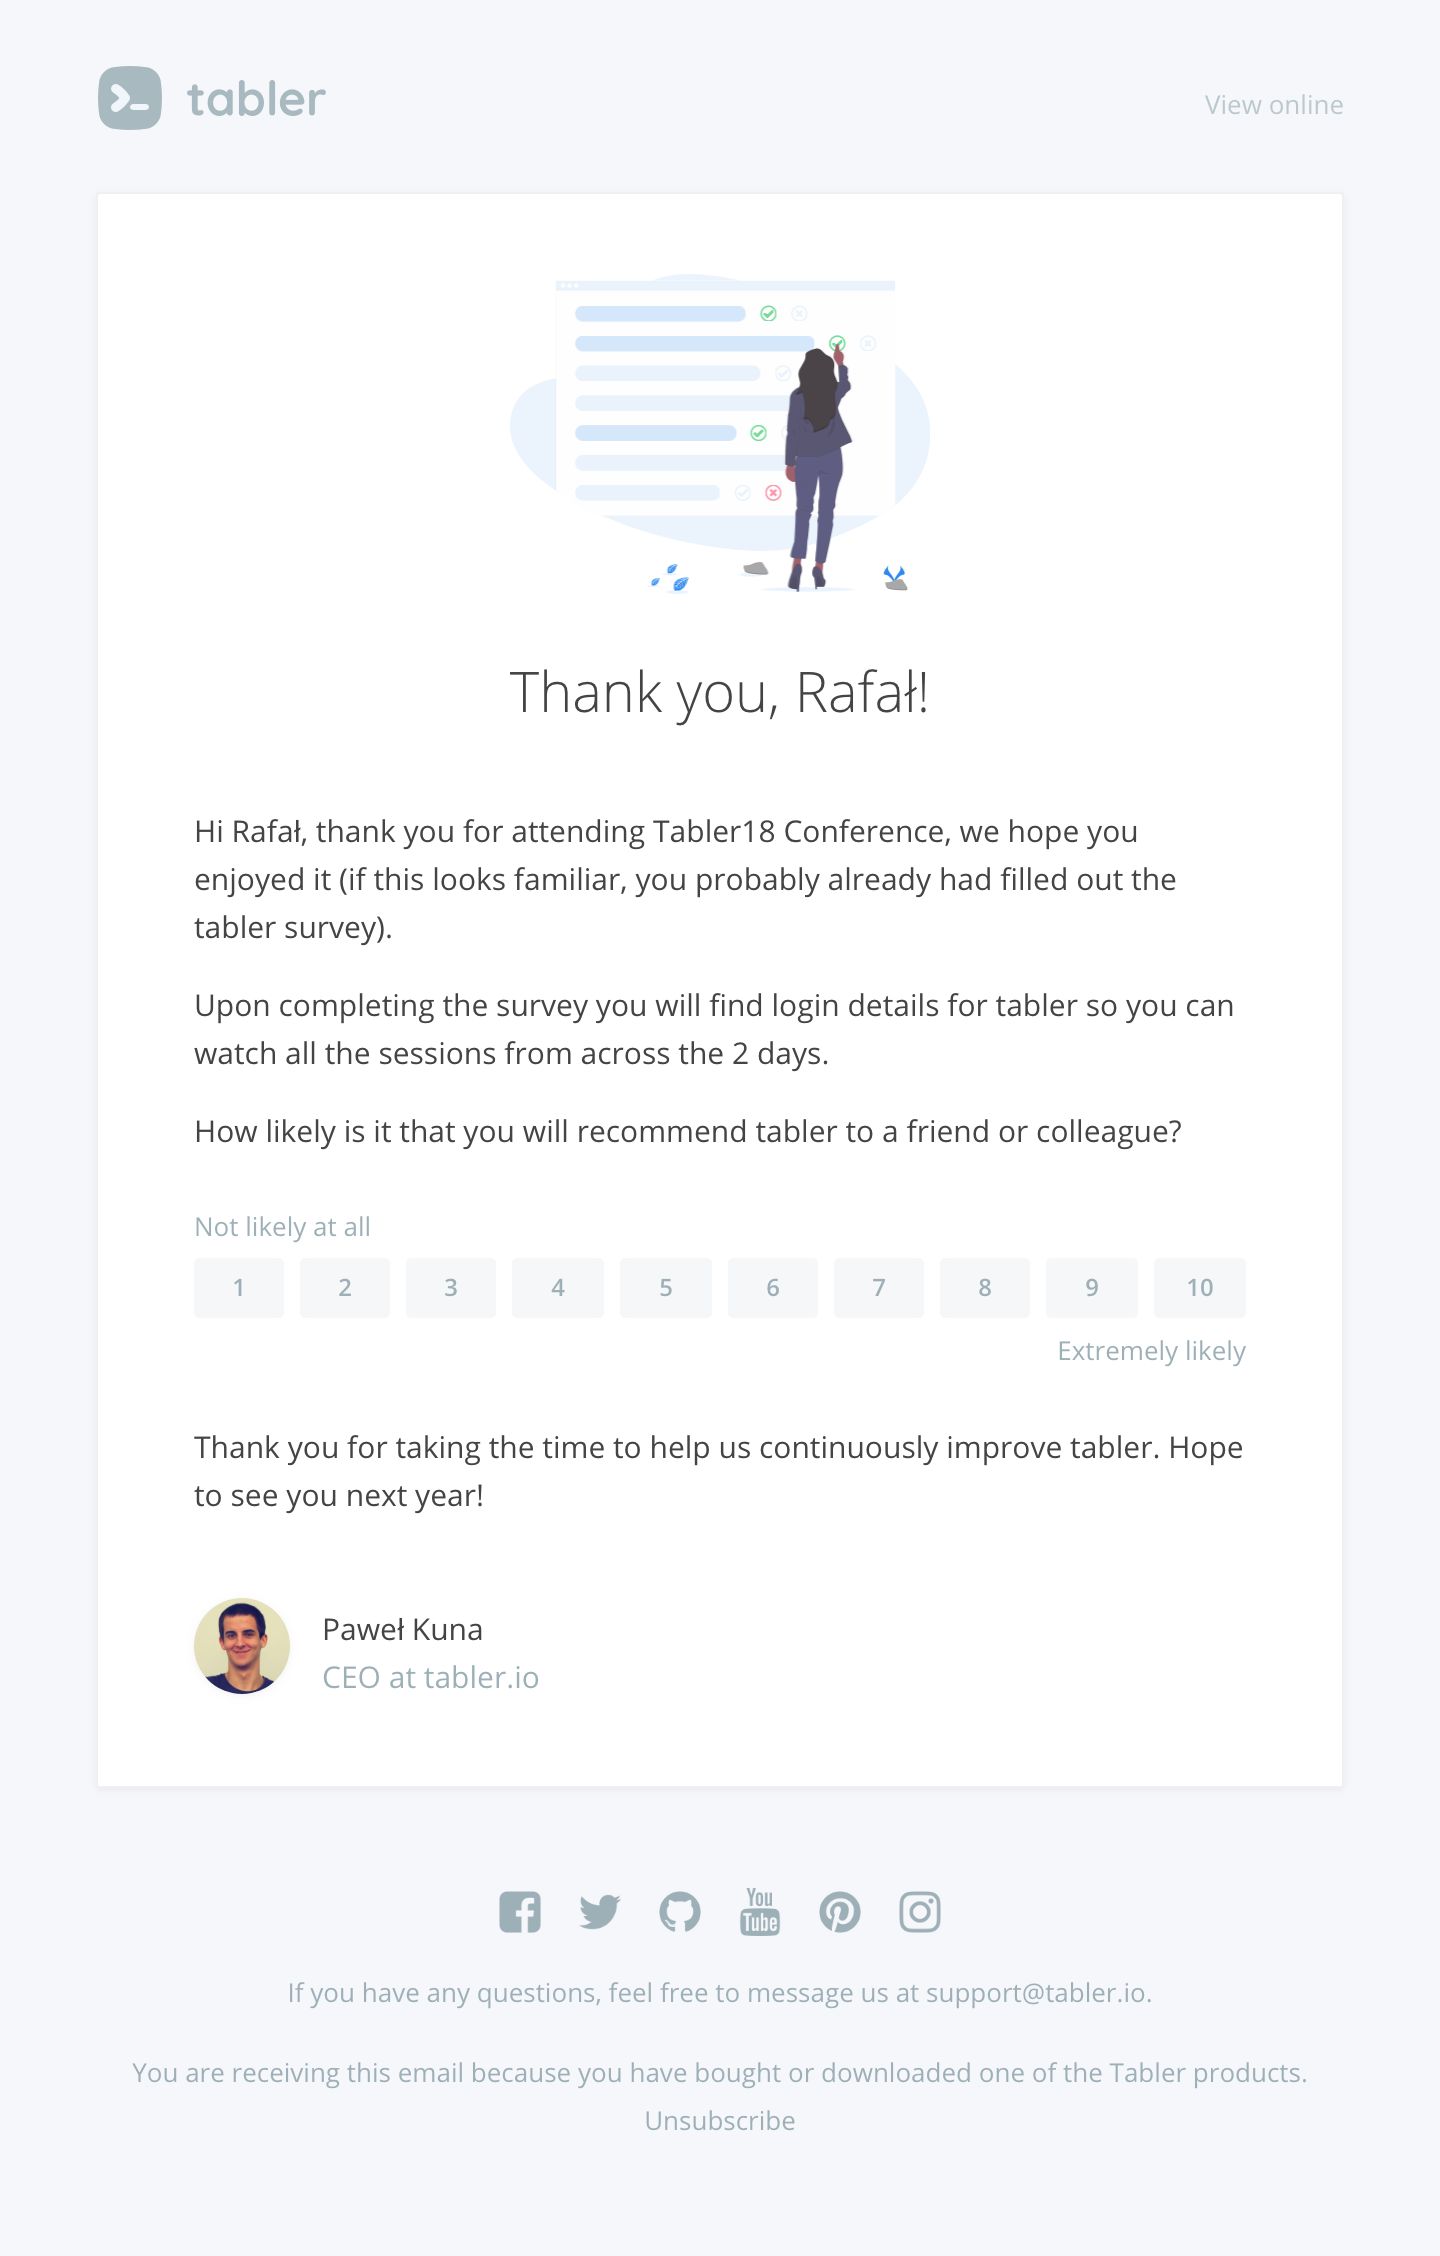 tabler
View online
Thank you, Rafał!
Hi Rafał, thank you for attending Tabler18 Conference, we hope you
enjoyed it (if this looks familiar, you probably already had filled out the
tabler survey).
Upon completing the survey you will find login details for tabler so you can
watch all the sessions from across the 2 days.
How likely is it that you will recommend tabler to a friend or colleague?
Not likely at all
1 2 3 4 5 6 7 8 9 10
Extremely likely
Thank you for taking the time to help us continuously improve tabler. Hope
to see you next year!
Paweł Kuna
CEO at tabler.io
You
Tube
If you have any questions, feel free to message us at support@tabler.io.
You are receiving this email because you have bought or downloaded one of the Tabler products.
Unsubscribe